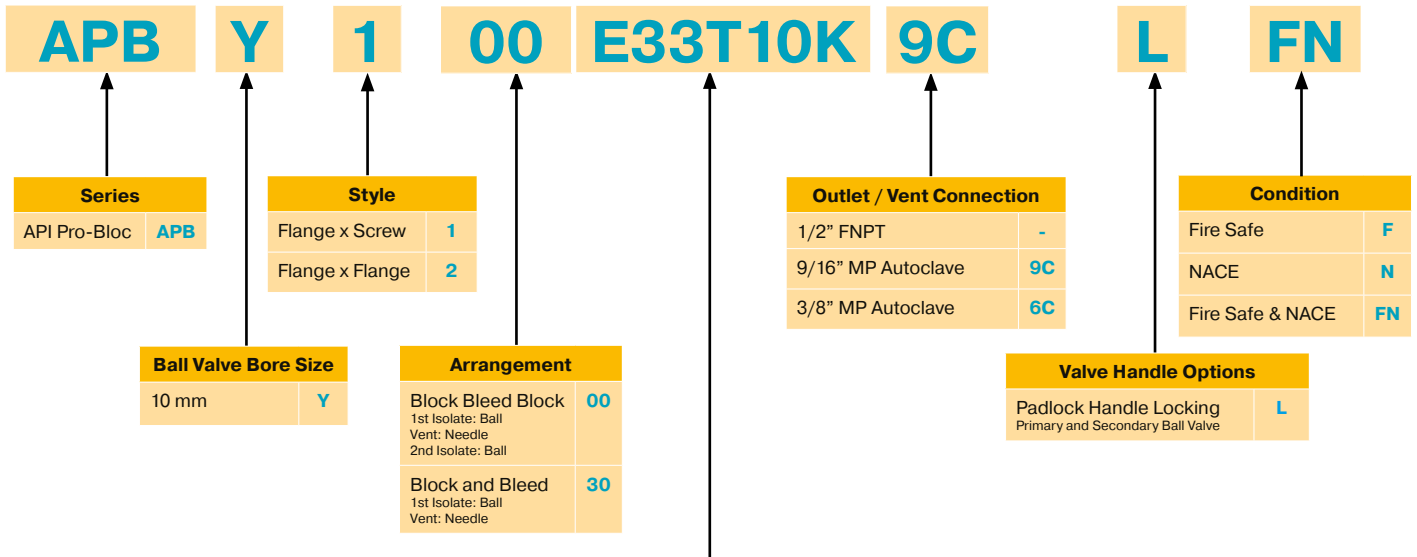 APB Y 1 00 E33T10K 9C L FN
Series
API Pro-Bloc APB
Style
Flange x Screw 1
Flange x Flange 2
Outlet / Vent Connection
1/2” FNPT -
9/16” MP Autoclave 9C
3/8” MP Autoclave 6C
Condition
Fire Safe F
NACE N
Fire Safe & NACE FN
Ball Valve Bore Size
10 mm Y
Arrangement
Block Bleed Block 00
1st Isolate: Ball
Vent: Needle
2nd Isolate: Ball
Block and Bleed 30
1st Isolate: Ball
Vent: Needle
Valve Handle Options
Padlock Handle Locking L
Primary and Secondary Ball Valve